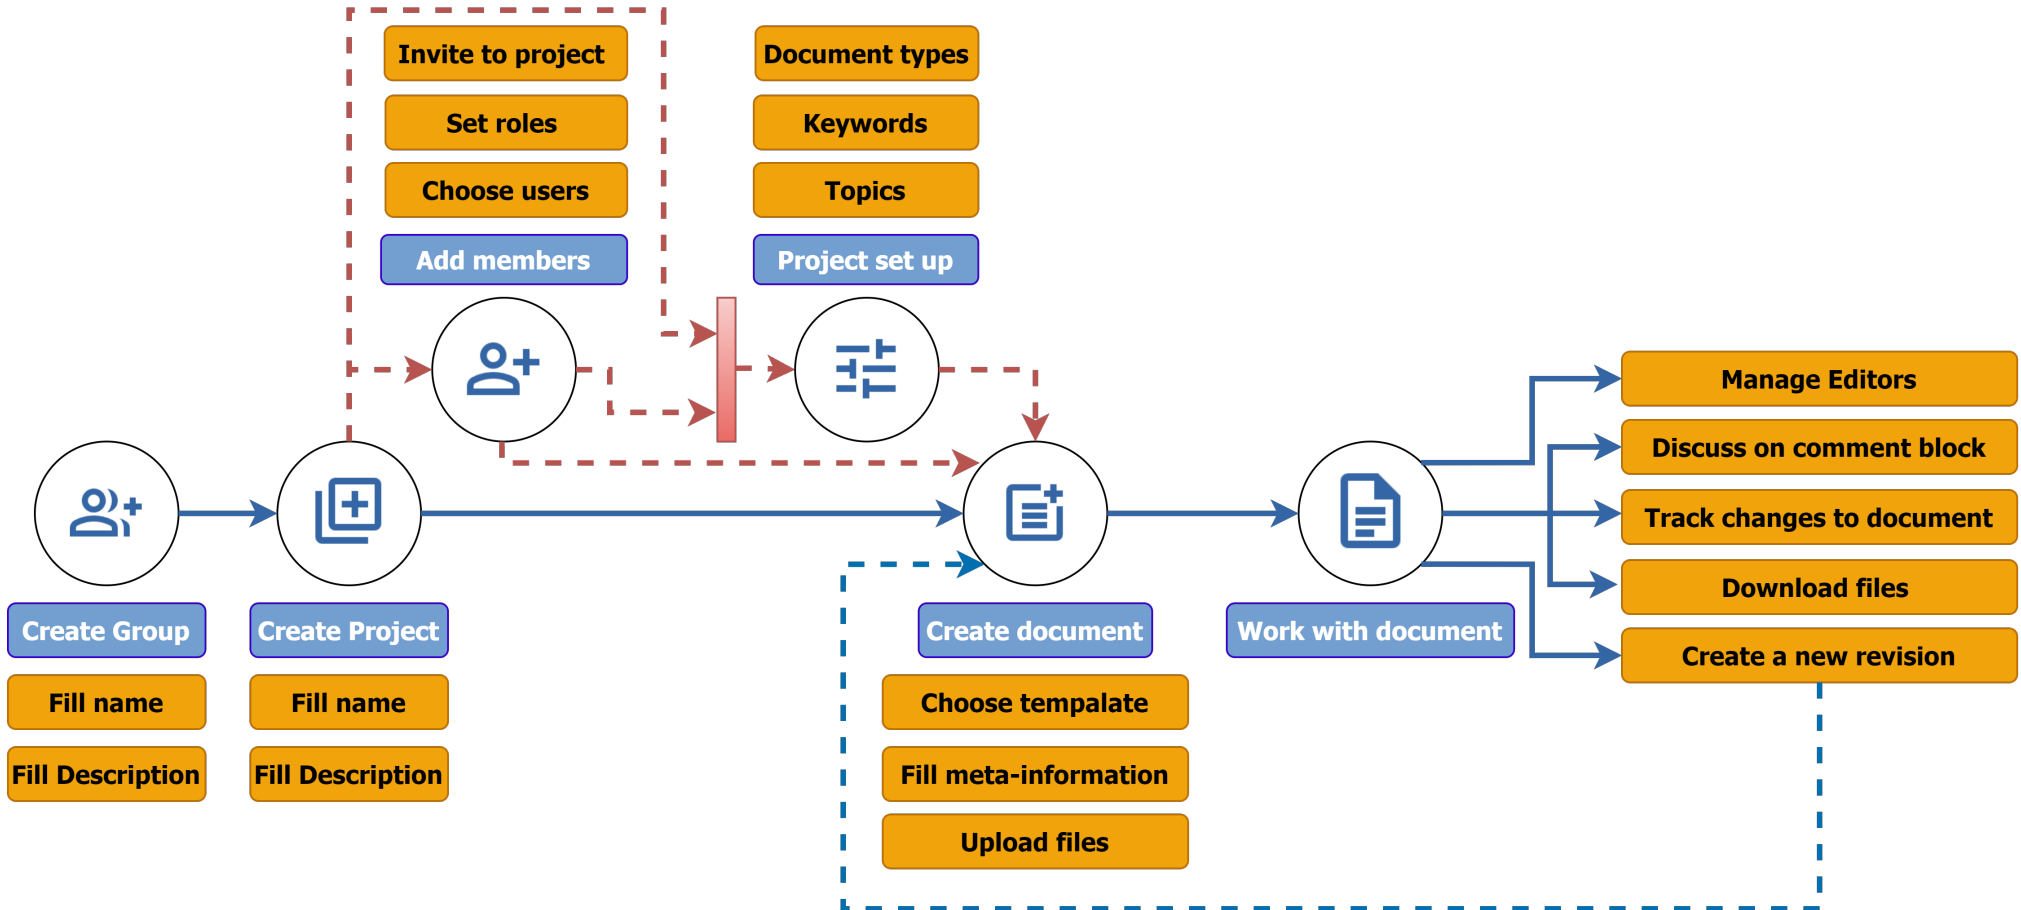 Invite to project
Set roles
Choose users
Add members
Document types
Keywords
Topics
Project set up
Create Group
Fill name
Fill Description
Create Project
Fill name
Fill Description
Create document
Choose tempalate
Fill meta-information
Upload files
Work with document
Manage Editors
Discuss on comment block
Track changes to document
Download files
Create a new revision